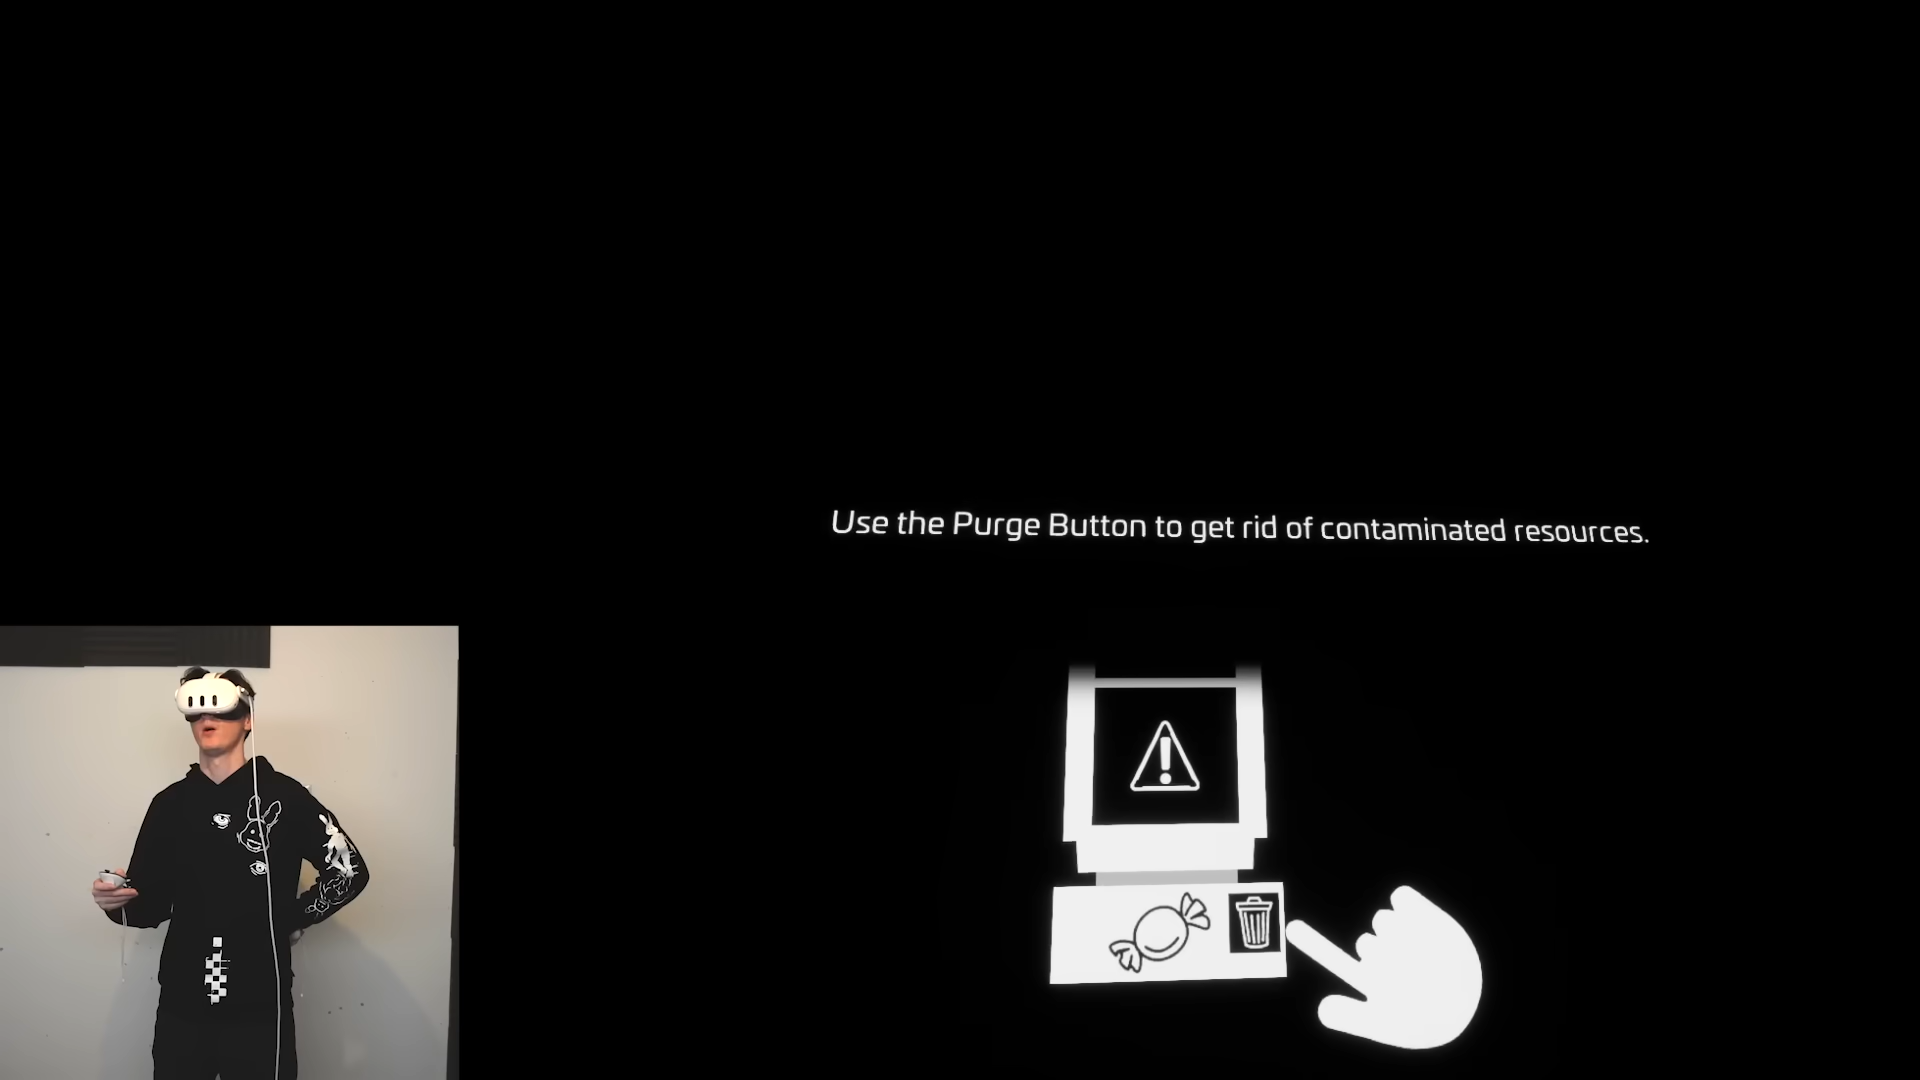 Use the Purge Button to get rid of contaminated resources.